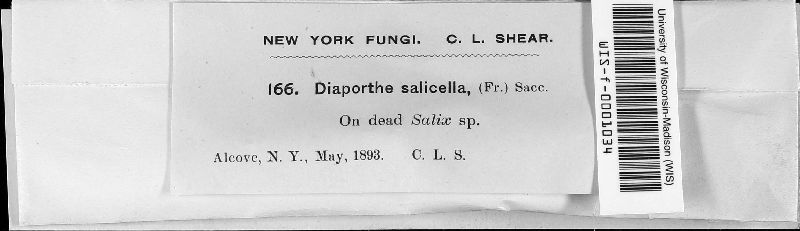 NEW YORK FUNGI. C. L. SHEAR.
166. Diaporthe salicella, (Fr.) Sacc.
On dead Salix sp.
Alcove, N. Y., May, 1893. C. L. S.
WIS-f-0001034
University of Wisconsin-Madison (WIS)